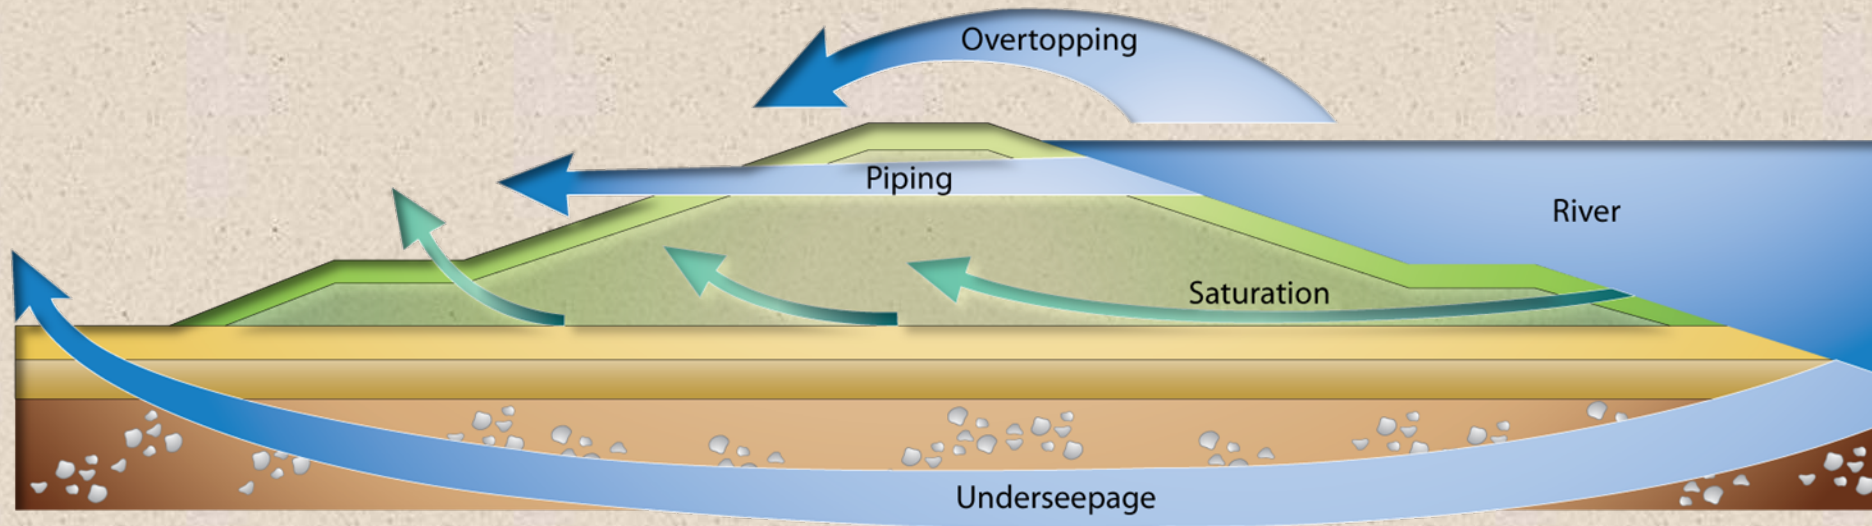 Overtopping
Piping
River
Saturation
Underseepage